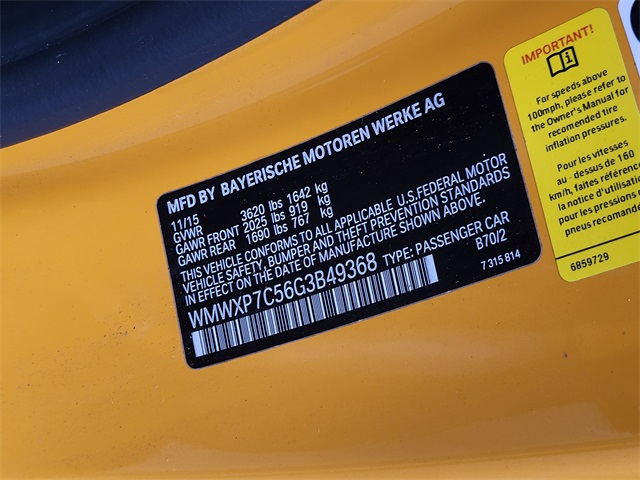 MFD BY BAYERISCHE MOTOREN WERKE AG
11/15
GVWR 3620 lbs 1642 kg
GAWR FRONT 2025 lbs 919 kg
GAWR REAR 1690 lbs 767 kg
THIS VEHICLE CONFORMS TO ALL APPLICABLE U.S.FEDERAL MOTOR
VEHICLE SAFETY, BUMPER AND THEFT PREVENTION STANDARDS
IN EFFECT ON THE DATE OF MANUFACTURE SHOWN ABOVE.
WMWXP7C56G3B49368 TYPE: PASSENGER CAR
B70/2
7 315 814
IMPORTANT!
For speeds above
100mph, please refer to
the Owner's Manual for
recomended tire
inflation pressures.
Pour les vitesses
au - dessus de 160
km/h, faites référence
la notice d'utilisation
pour les pressions
pneus recomandé
6859729